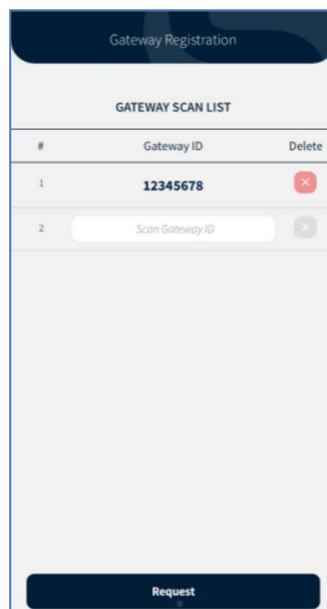 Gateway Registration
GATEWAY SCAN LIST
# Gateway ID Delete
1 12345678 ×
2 Scan Gateway ID ×
Request